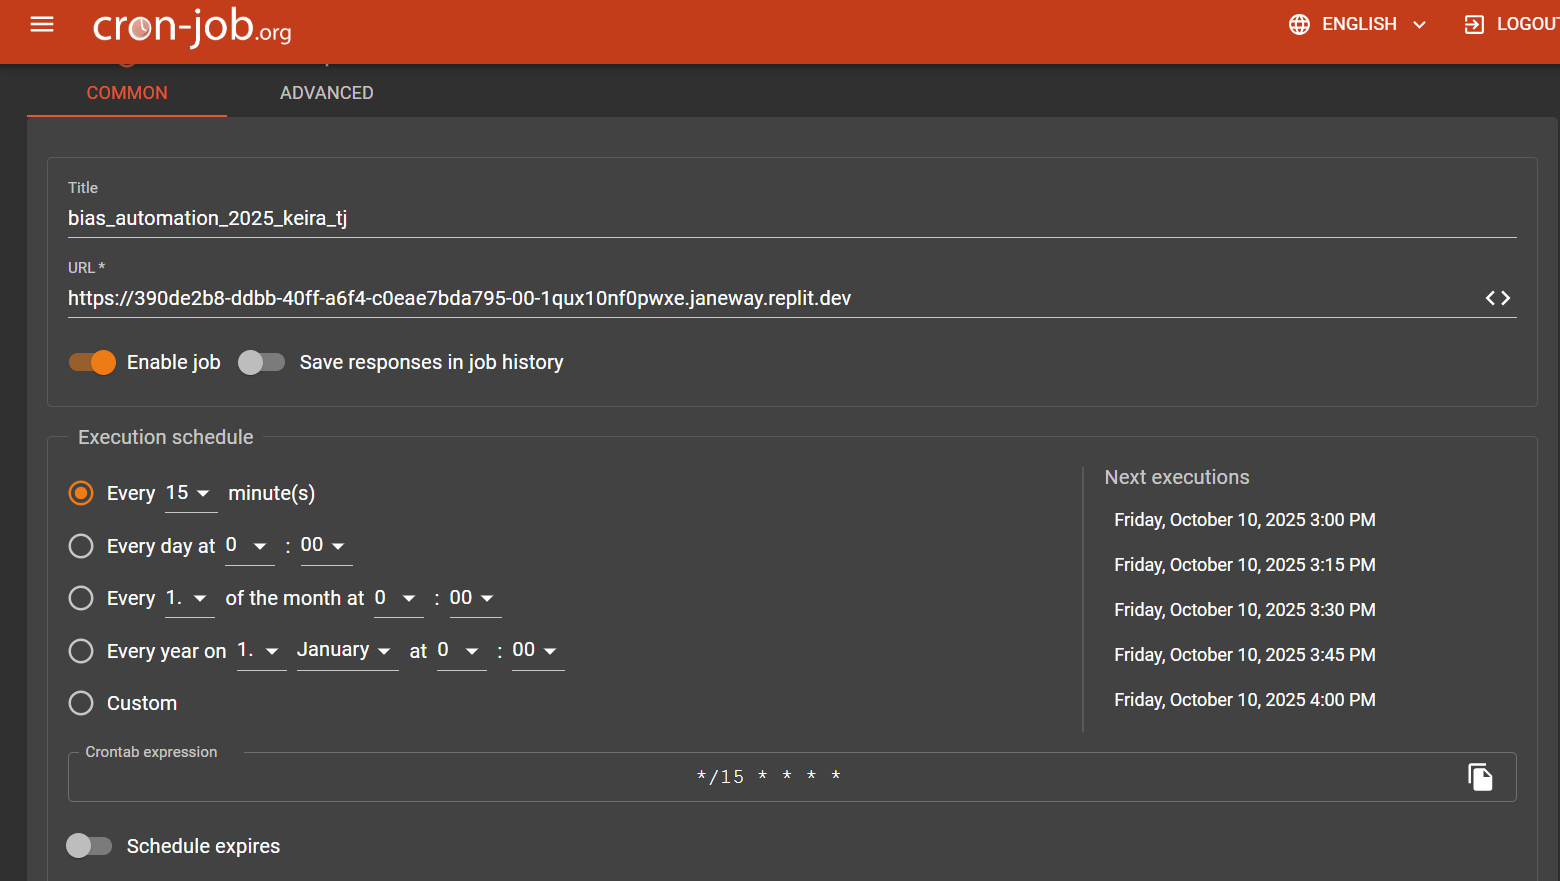 cron-job.org
ENGLISH
LOGOUT
COMMON
ADVANCED
Title
bias_automation_2025_keira_tj
URL *
https://390de2b8-ddbb-40ff-a6f4-c0eae7bda795-00-1qux10nf0pwxe.janeway.replit.dev
Enable job
Save responses in job history
Execution schedule
Every 15 minute(s)
Every day at 0 : 00
Every 1. of the month at 0 : 00
Every year on 1. January at 0 : 00
Custom
Next executions
Friday, October 10, 2025 3:00 PM
Friday, October 10, 2025 3:15 PM
Friday, October 10, 2025 3:30 PM
Friday, October 10, 2025 3:45 PM
Friday, October 10, 2025 4:00 PM
Crontab expression
*/15 * * * *
Schedule expires